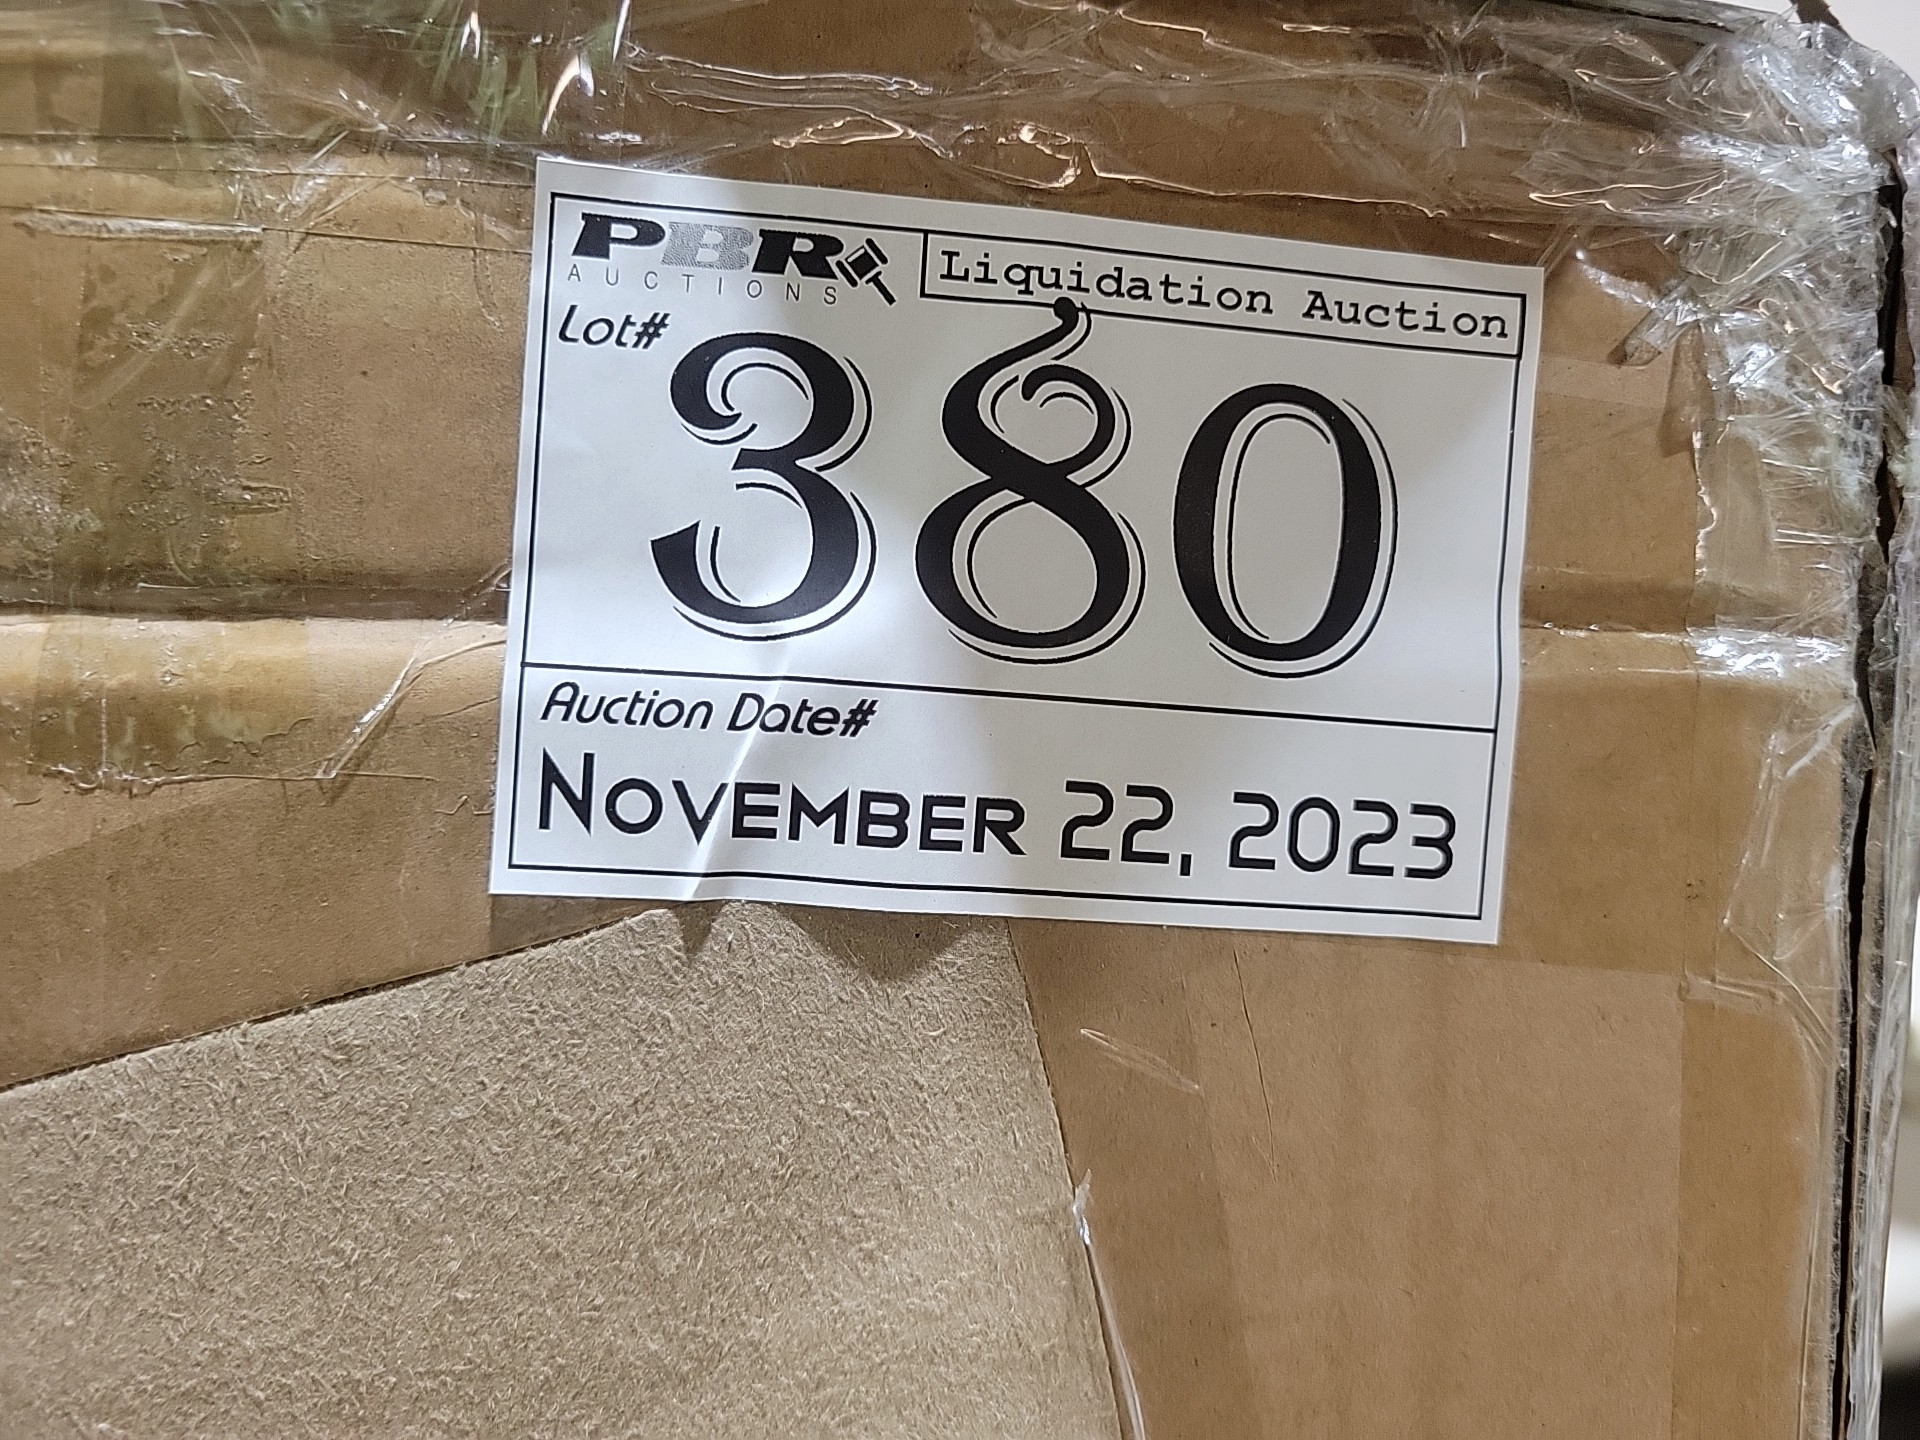 PBR
AUCTIONS
Liquidation Auction
Lot#
380
Auction Date#
NOVEMBER 22, 2023